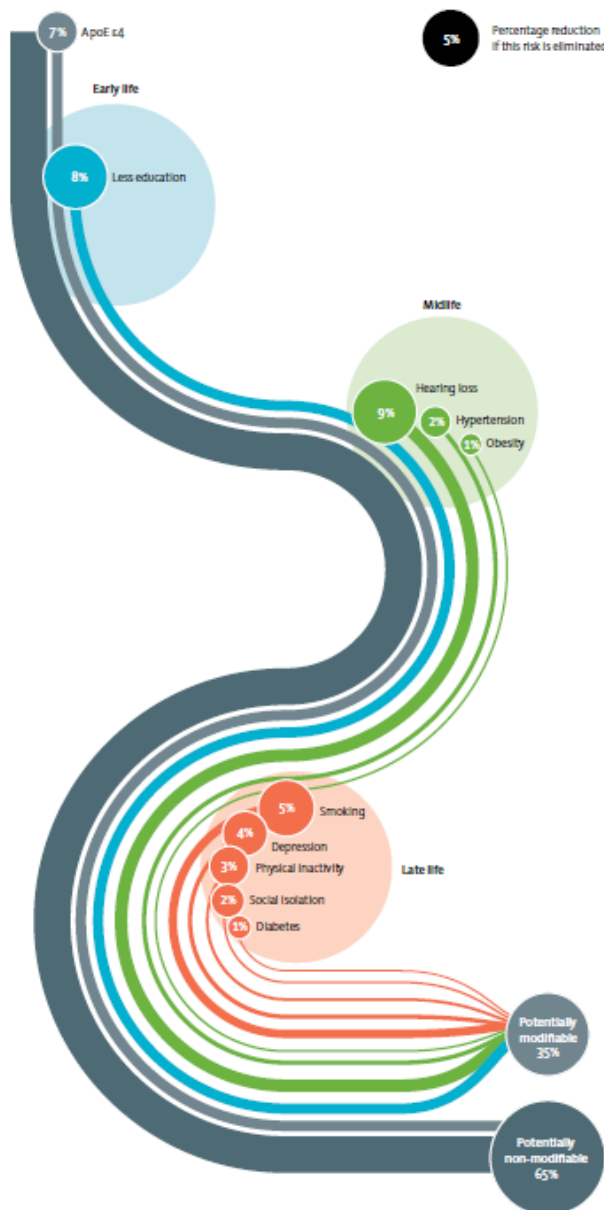 7%
ApoE ε4
5%
Percentage reduction
if this risk is eliminated
Early life
8%
Less education
Midlife
Hearing loss
9%
2%
Hypertension
1%
Obesity
5%
Smoking
4%
Depression
3%
Physical inactivity
Late life
2%
Social isolation
1%
Diabetes
Potentially
modifiable
35%
Potentially
non-modifiable
65%